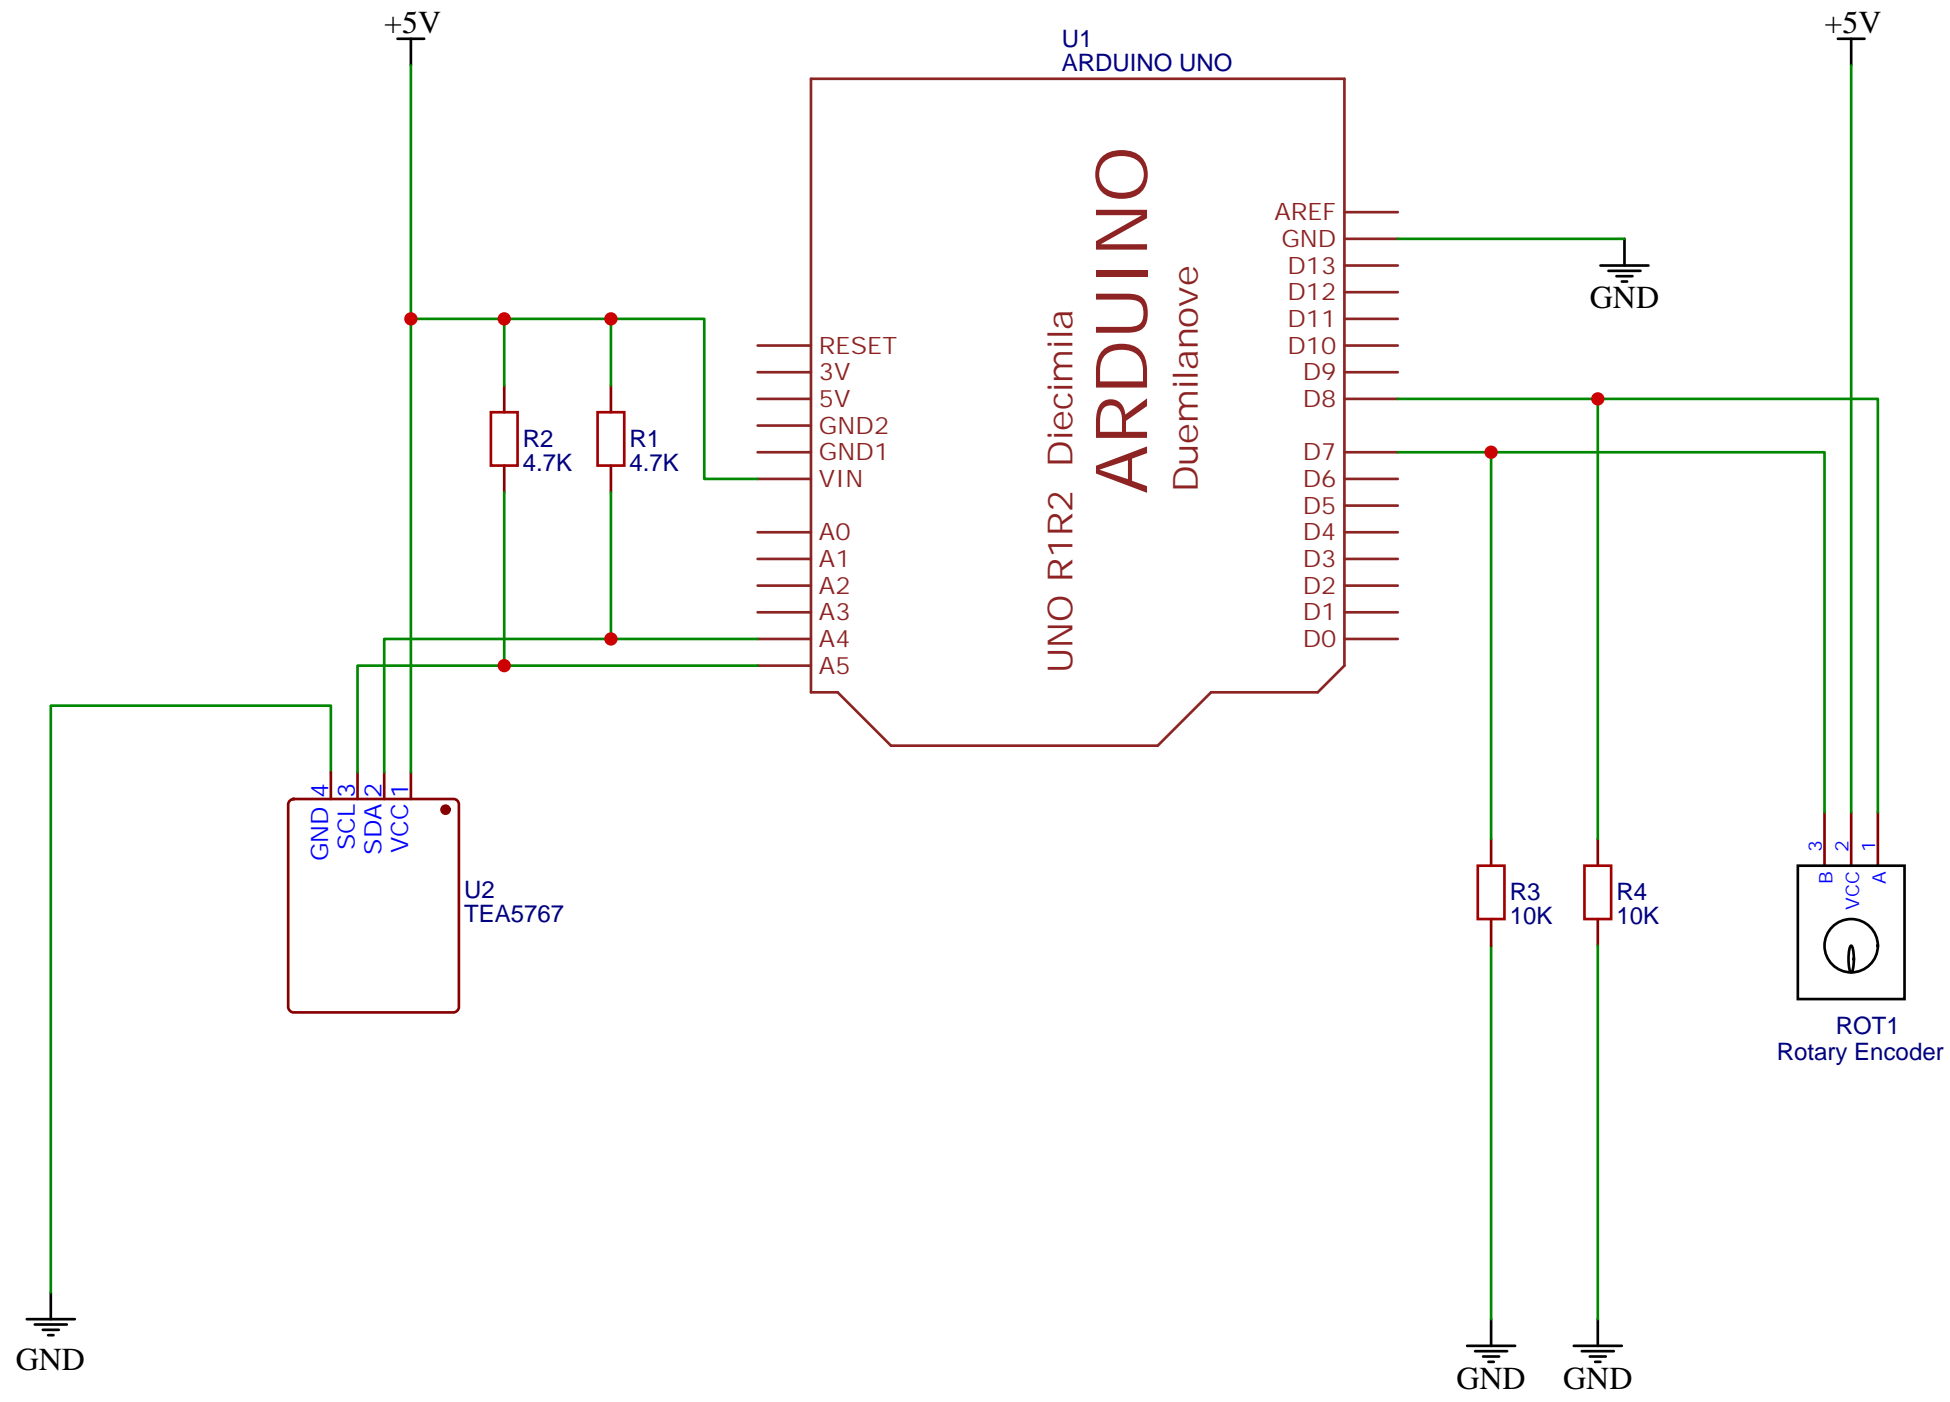 +5V
+5V
U1
ARDUINO UNO
UNO R1R2 Diecimila
ARDUINO
Duemilanove
RESET
3V
5V
GND2
GND1
VIN
A0
A1
A2
A3
A4
A5
AREF
GND
D13
D12
D11
D10
D9
D8
D7
D6
D5
D4
D3
D2
D1
D0
GND
R2
4.7K
R1
4.7K
GND 4
SCL 3
SDA 2
VCC 1
U2
TEA5767
R3
10K
R4
10K
3
2
1
B
VCC
A
ROT1
Rotary Encoder
GND
GND
GND